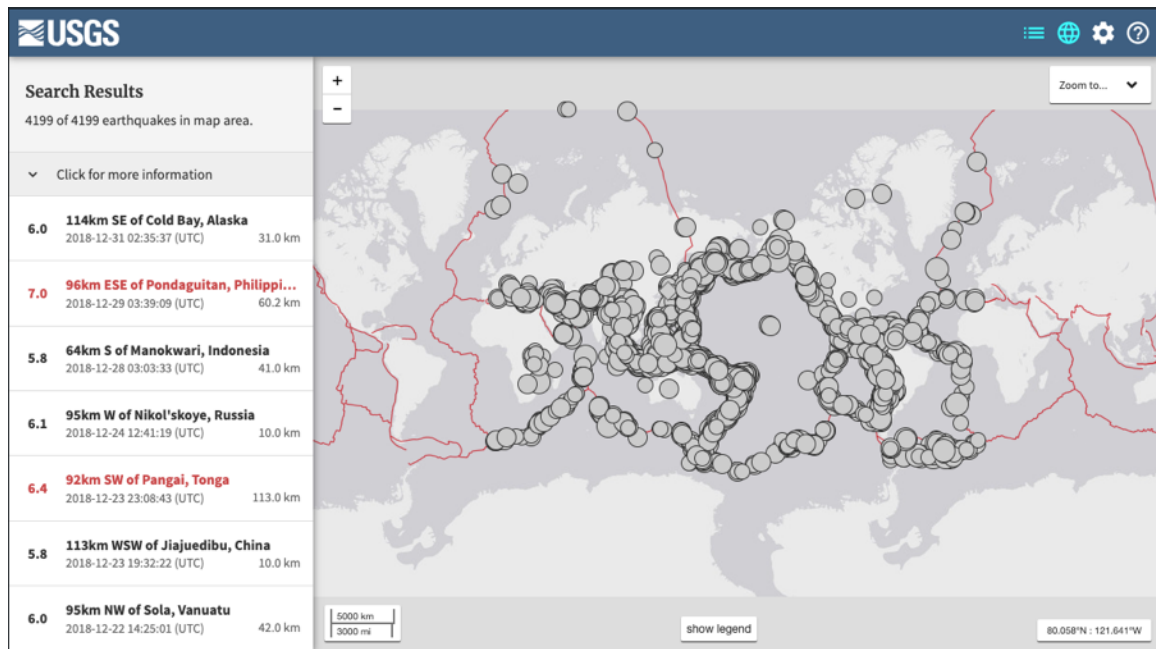 USGS
Search Results
4199 of 4199 earthquakes in map area.
Click for more information
6.0
114km SE of Cold Bay, Alaska
2018-12-31 02:35:37 (UTC) 31.0 km
7.0
96km ESE of Pondaguitan, Philippi...
2018-12-29 03:39:09 (UTC) 60.2 km
5.8
64km S of Manokwari, Indonesia
2018-12-28 03:03:33 (UTC) 41.0 km
6.1
95km W of Nikol'skoye, Russia
2018-12-24 12:41:19 (UTC) 10.0 km
6.4
92km SW of Pangai, Tonga
2018-12-23 23:08:43 (UTC) 113.0 km
5.8
113km WSW of Jiajuedibu, China
2018-12-23 19:32:22 (UTC) 10.0 km
6.0
95km NW of Sola, Vanuatu
2018-12-22 14:25:01 (UTC) 42.0 km
+
−
Zoom to...
5000 km
3000 mi
show legend
80.058°N : 121.641°W